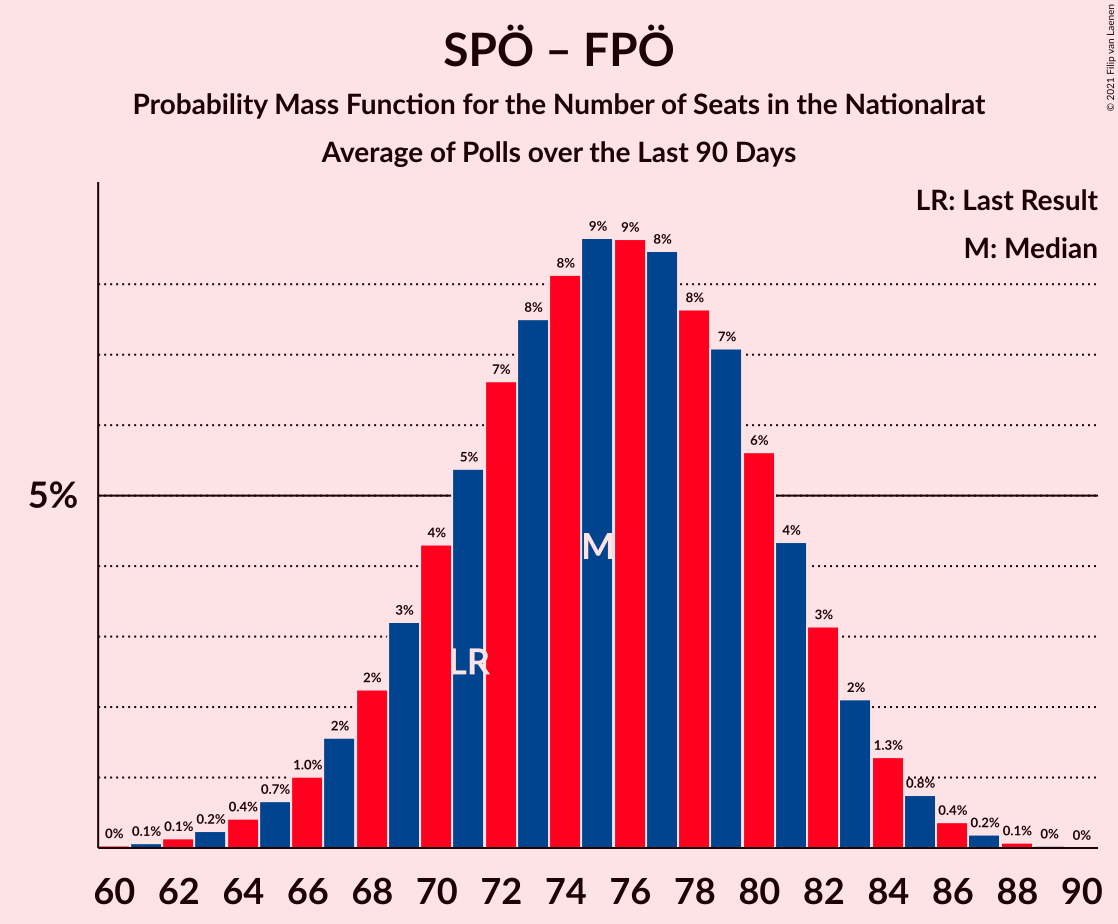 SPÖ – FPÖ
Probability Mass Function for the Number of Seats in the Nationalrat
Average of Polls over the Last 90 Days
© 2021 Filip van Laenen
LR: Last Result
M: Median
5%
0% 0.1% 0.1% 0.2% 0.4% 0.7% 1.0% 2% 2% 3% 4% 5% 7% 8% 8% 9% 9% 8% 8% 7% 6% 4% 3% 2% 1.3% 0.8% 0.4% 0.2% 0.1% 0% 0%
M
LR
60 62 64 66 68 70 72 74 76 78 80 82 84 86 88 90